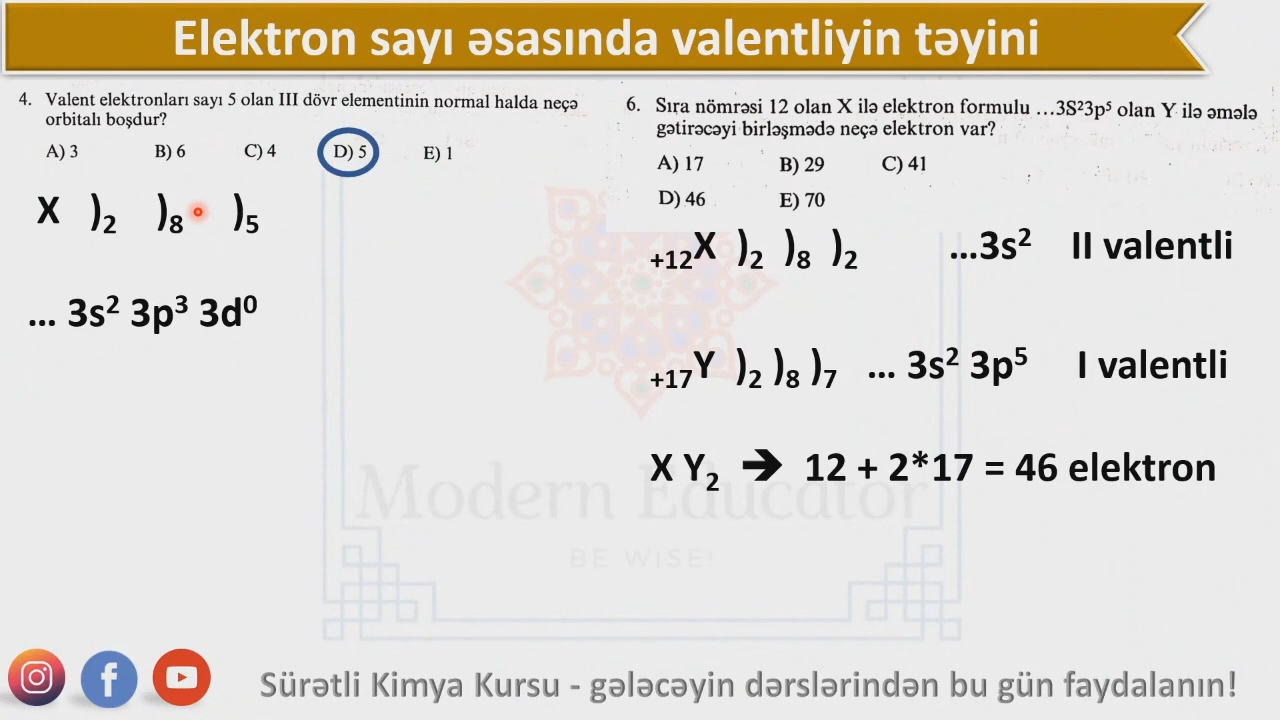 Elektron sayı əsasında valentliyin təyini
4. Valent elektronları sayı 5 olan III dövr elementinin normal halda neçə
orbitalı boşdur?
A) 3 B) 6 C) 4 D) 5 E) 1
X )₂ )₈ )₅
... 3s² 3p³ 3d⁰
6. Sıra nömrəsi 12 olan X ilə elektron formulu ...3S²3p⁵ olan Y ilə əmələ
gətirəcəyi birləşmədə neçə elektron var?
A) 17 B) 29 C) 41
D) 46 E) 70
₊₁₂X )₂ )₈ )₂ ...3s² II valentli
₊₁₇Y )₂ )₈ )₇ ... 3s² 3p⁵ I valentli
X Y₂ ➔ 12 + 2*17 = 46 elektron
Modern Educator
BE WISE!
Sürətli Kimya Kursu - gələcəyin dərslərindən bu gün faydalanın!